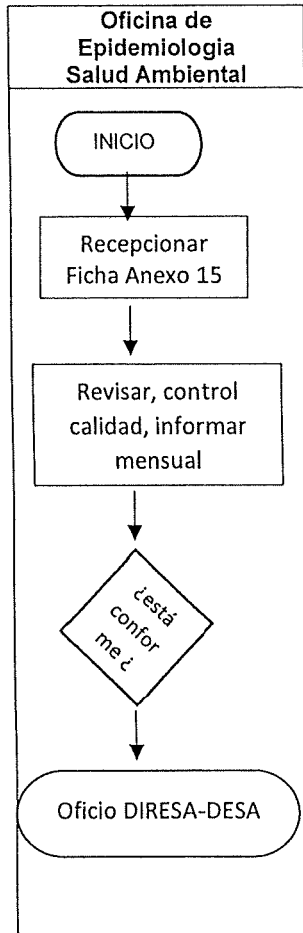 Oficina de
Epidemiologia
Salud Ambiental
INICIO
Recepcionar
Ficha Anexo 15
Revisar, control
calidad, informar
mensual
¿está
confor
me ¿
Oficio DIRESA-DESA